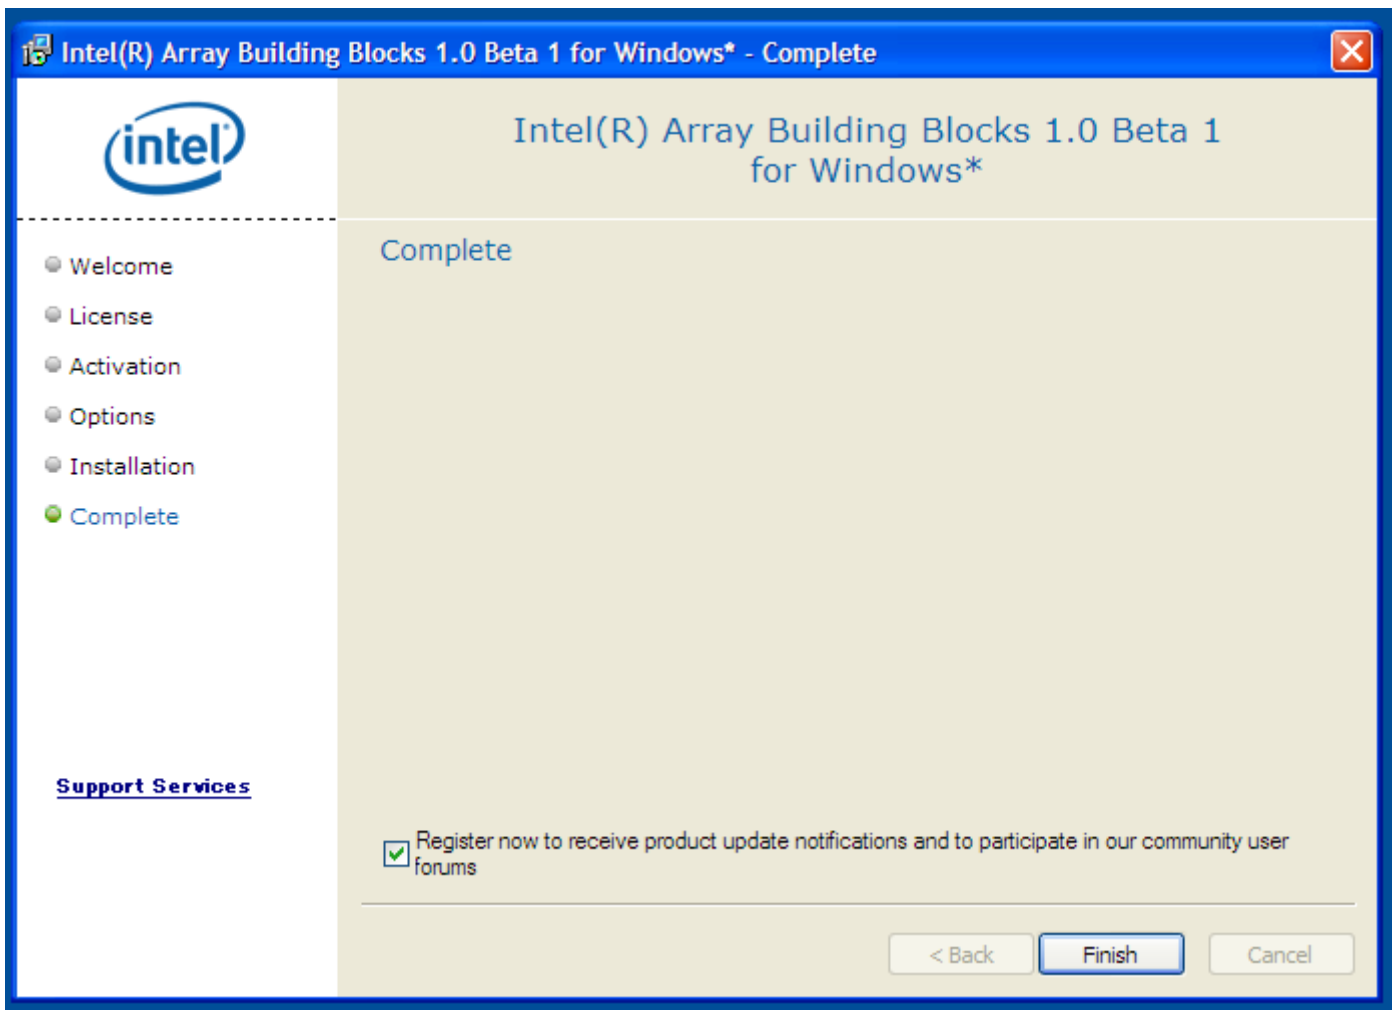 Intel(R) Array Building Blocks 1.0 Beta 1 for Windows* - Complete
intel
Intel(R) Array Building Blocks 1.0 Beta 1
for Windows*
Welcome
License
Activation
Options
Installation
Complete
Support Services
Complete
Register now to receive product update notifications and to participate in our community user
forums
< Back
Finish
Cancel